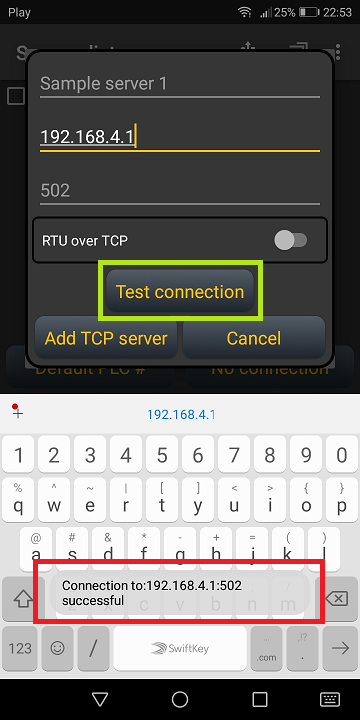 Play 25% 22:53
Sample server 1
192.168.4.1
502
RTU over TCP
Test connection
Add TCP server Cancel
Default PLC # No connection
192.168.4.1
1 2 3 4 5 6 7 8 9 0
% ^ ~ | [ ] < > { }
q w e r t y u i o p
@ # & * - + = ( )
a s d f g h j k l
Connection to:192.168.4.1:502
successful
c v b n m
123 / SwiftKey .com ,!? .